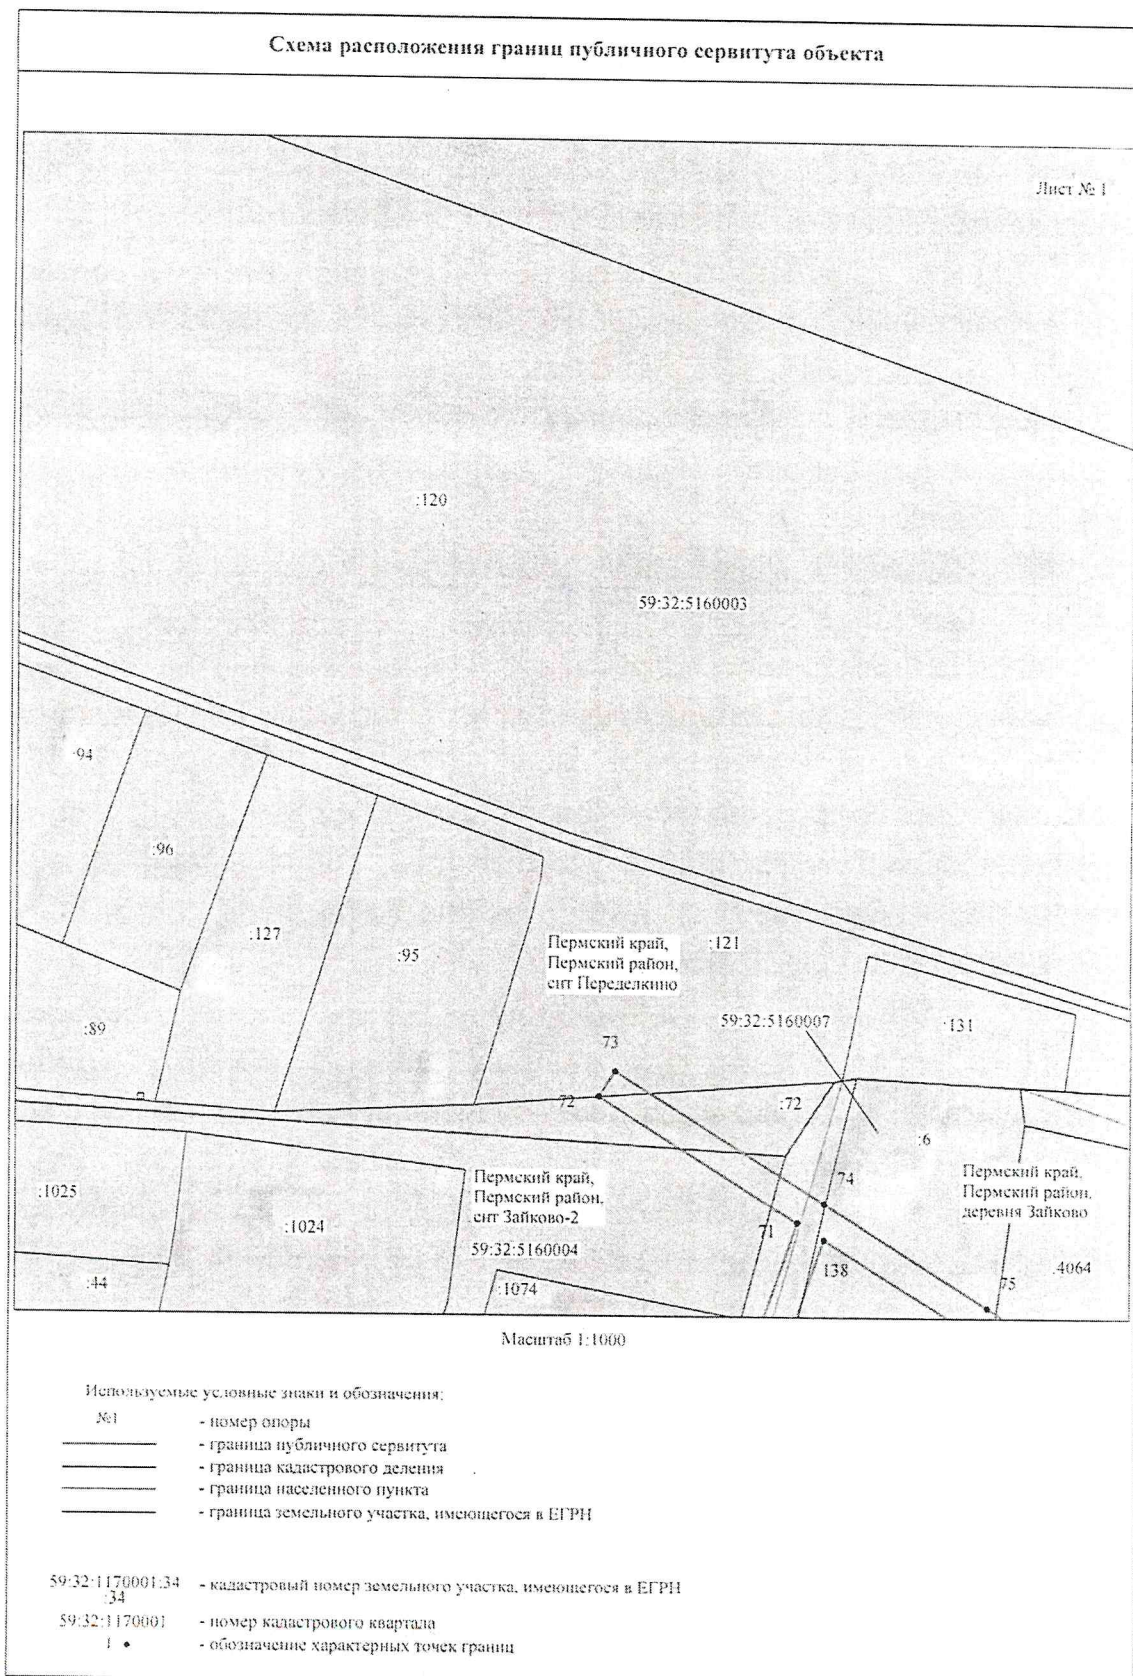 Схема расположения границ публичного сервитута объекта
Лист № 1
:120
59:32:5160003
:94
:96
:127
:95
Пермский край,
Пермский район,
снт Переделкино
:121
59:32:5160007
:131
:89
73
72
:72
:6
Пермский край,
Пермский район,
деревня Зайково
74
Пермский край,
Пермский район,
снт Зайково-2
59:32:5160004
:1025
:1024
71
138
:44
:1074
75
:4064
Масштаб 1:1000
Используемые условные знаки и обозначения:
№1 - номер опоры
- граница публичного сервитута
- граница кадастрового деления
- граница населенного пункта
- граница земельного участка, имеющегося в ЕГРН
59:32:1170001:34 - кадастровый номер земельного участка, имеющегося в ЕГРН
:34
59:32:1170001 - номер кадастрового квартала
1 • - обозначение характерных точек границ